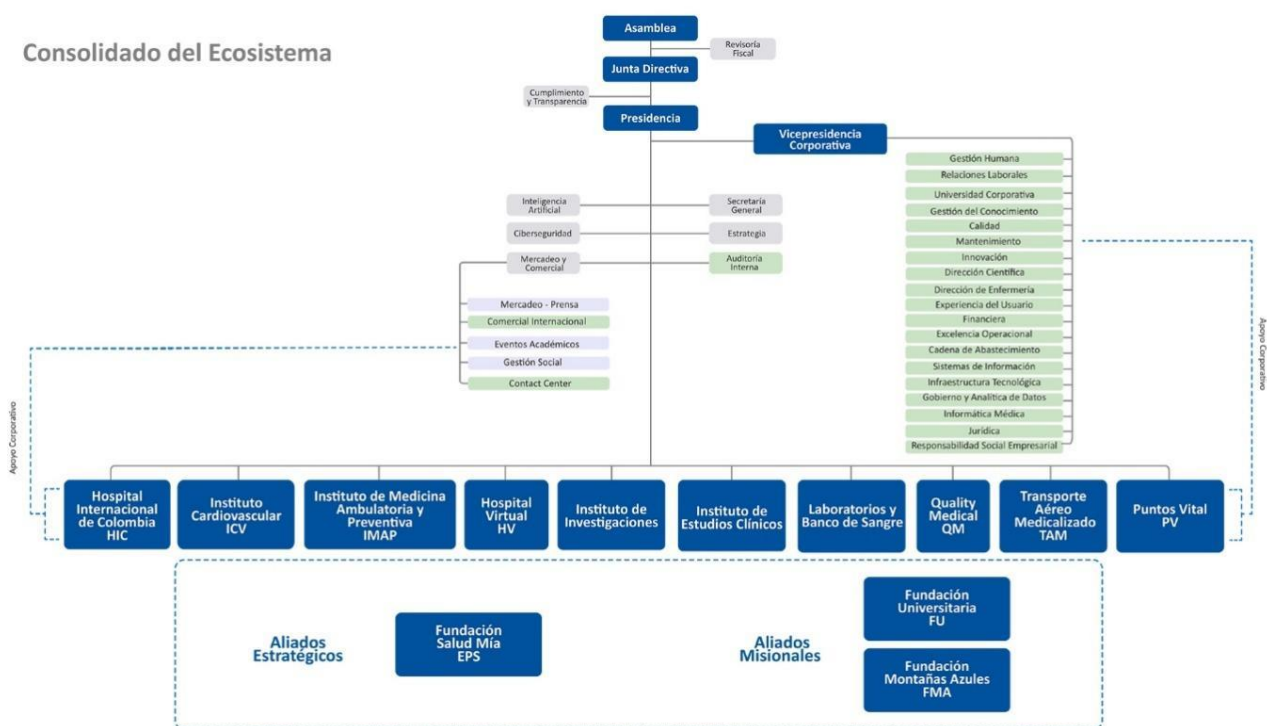 Consolidado del Ecosistema
Asamblea
Revisoría
Fiscal
Junta Directiva
Cumplimiento
y Transparencia
Presidencia
Vicepresidencia
Corporativa
Gestión Humana
Relaciones Laborales
Universidad Corporativa
Gestión del Conocimiento
Calidad
Mantenimiento
Innovación
Dirección Científica
Dirección de Enfermería
Experiencia del Usuario
Financiera
Excelencia Operacional
Cadena de Abastecimiento
Sistemas de Información
Infraestructura Tecnológica
Gobierno y Analítica de Datos
Informática Médica
Jurídica
Responsabilidad Social Empresarial
Inteligencia
Artificial
Secretaría
General
Ciberseguridad
Estrategia
Mercadeo y
Comercial
Auditoría
Interna
Mercadeo - Prensa
Comercial Internacional
Eventos Académicos
Gestión Social
Contact Center
Apoyo Corporativo
Apoyo Corporativo
Hospital
Internacional
de Colombia
HIC
Instituto
Cardiovascular
ICV
Instituto de Medicina
Ambulatoria y
Preventiva
IMAP
Hospital
Virtual
HV
Instituto de
Investigaciones
Instituto de
Estudios Clínicos
Laboratorios y
Banco de Sangre
Quality
Medical
QM
Transporte
Aéreo
Medicalizado
TAM
Puntos Vital
PV
Aliados
Estratégicos
Fundación
Salud Mía
EPS
Aliados
Misionales
Fundación
Universitaria
FU
Fundación
Montañas Azules
FMA